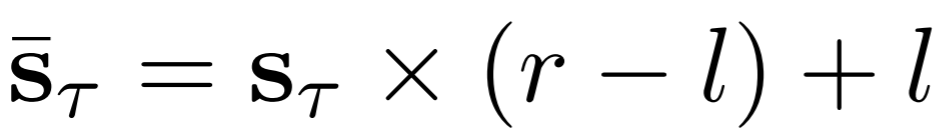 s̄_τ = s_τ × (r − l) + l